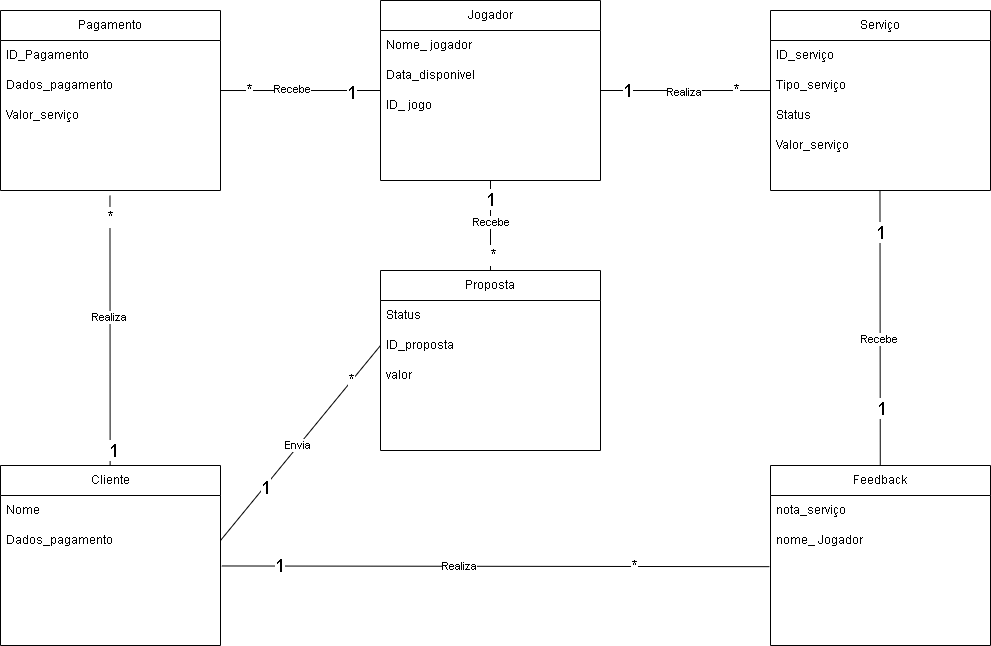 Pagamento
ID_Pagamento
Dados_pagamento
Valor_serviço
* Recebe 1
Jogador
Nome_ jogador
Data_disponivel
ID_ jogo
1 Realiza *
Serviço
ID_serviço
Tipo_serviço
Status
Valor_serviço
*
Realiza
1
1
Recebe
*
1
Recebe
1
Proposta
Status
ID_proposta
valor
*
Envia
1
Cliente
Nome
Dados_pagamento
1 Realiza *
Feedback
nota_serviço
nome_ Jogador